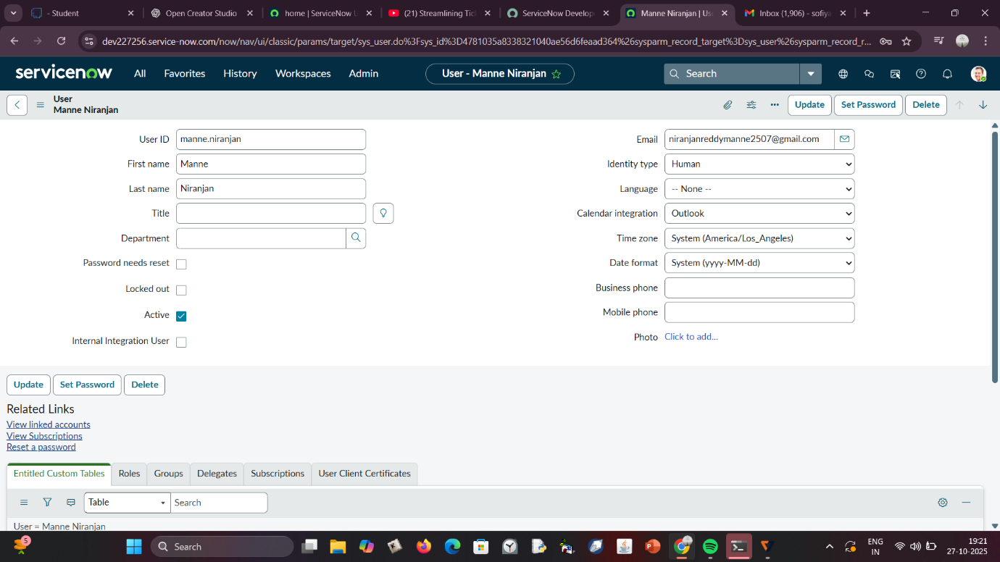 - Student
Open Creator Studio
home | ServiceNow U
(21) Streamlining Tic
ServiceNow Develop
Manne Niranjan | Use
Inbox (1,906) - sofiya
dev227256.service-now.com/now/nav/ui/classic/params/target/sys_user.do%3Fsys_id%3D4781035a8338321040ae56d6feaad364%26sysparm_record_target%3Dsys_user%26sysparm_record_r...
servicenow
All
Favorites
History
Workspaces
Admin
User - Manne Niranjan
Search
User
Manne Niranjan
Update
Set Password
Delete
User ID
manne.niranjan
Email
niranjanreddymanne2507@gmail.com
First name
Manne
Identity type
Human
Last name
Niranjan
Language
-- None --
Title
Calendar integration
Outlook
Department
Time zone
System (America/Los_Angeles)
Password needs reset
Date format
System (yyyy-MM-dd)
Locked out
Business phone
Active
Mobile phone
Internal Integration User
Photo
Click to add...
Update
Set Password
Delete
Related Links
View linked accounts
View Subscriptions
Reset a password
Entitled Custom Tables
Roles
Groups
Delegates
Subscriptions
User Client Certificates
Table
Search
User = Manne Niranjan
5
Search
ENG
IN
19:21
27-10-2025